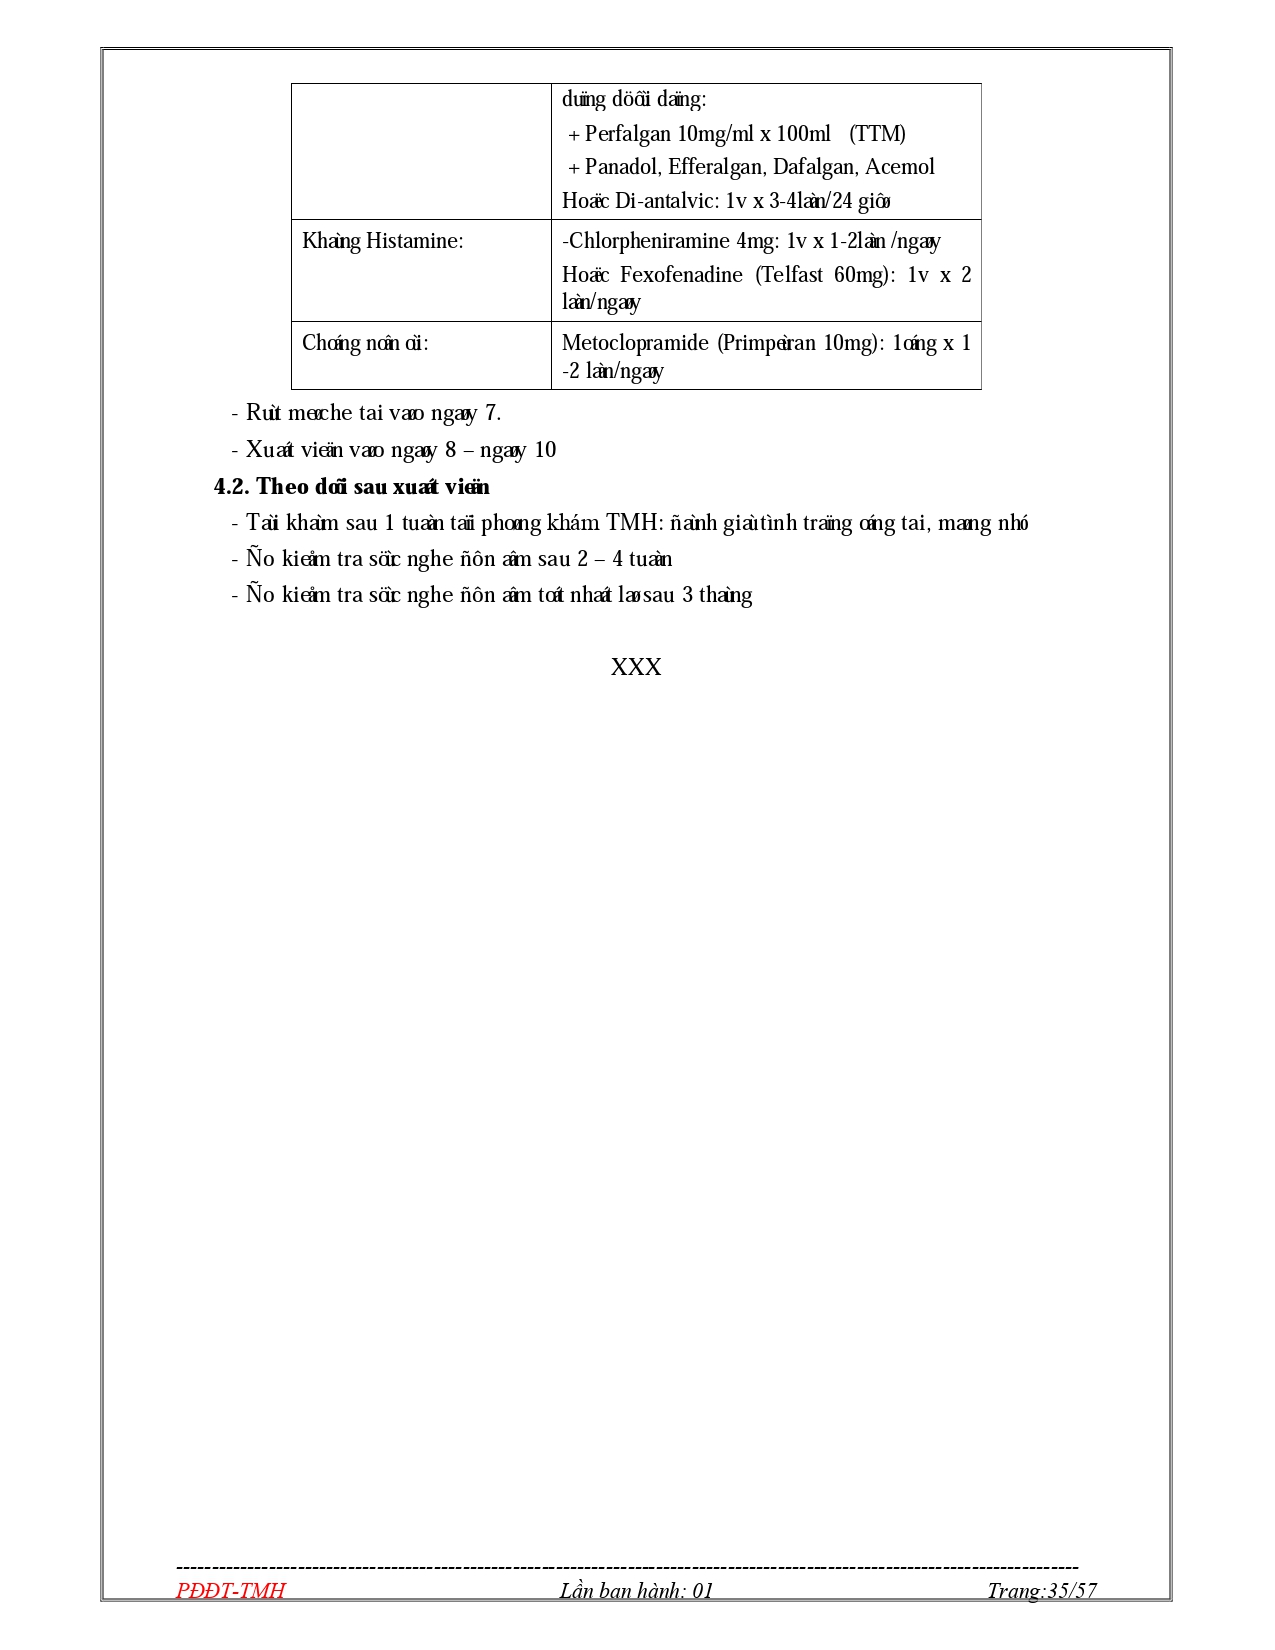 duïng döôùi daïng:
+ Perfalgan 10mg/ml x 100ml (TTM)
+ Panadol, Efferalgan, Dafalgan, Acemol
Hoaëc Di-antalvic: 1v x 3-4laàn/24 giôø
Khaùng Histamine:
-Chlorpheniramine 4mg: 1v x 1-2laàn /ngaøy
Hoaëc Fexofenadine (Telfast 60mg): 1v x 2
laàn/ngaøy
Choáng noân oùi:
Metoclopramide (Primpeùran 10mg): 1oáng x 1
-2 laàn/ngaøy
- Ruùt meøche tai vaøo ngaøy 7.
- Xuaát vieän vaøo ngaøy 8 – ngaøy 10
4.2. Theo doõi sau xuaát vieän
- Taùi khaùm sau 1 tuaàn taïi phoøng khám TMH: ñaùnh giaù tình traïng oáng tai, maøng nhó
- Ño kieåm tra söùc nghe ñôn aâm sau 2 – 4 tuaàn
- Ño kieåm tra söùc nghe ñôn aâm toát nhaát laø sau 3 thaùng
XXX
PĐĐT-TMH Lần ban hành: 01 Trang:35/57